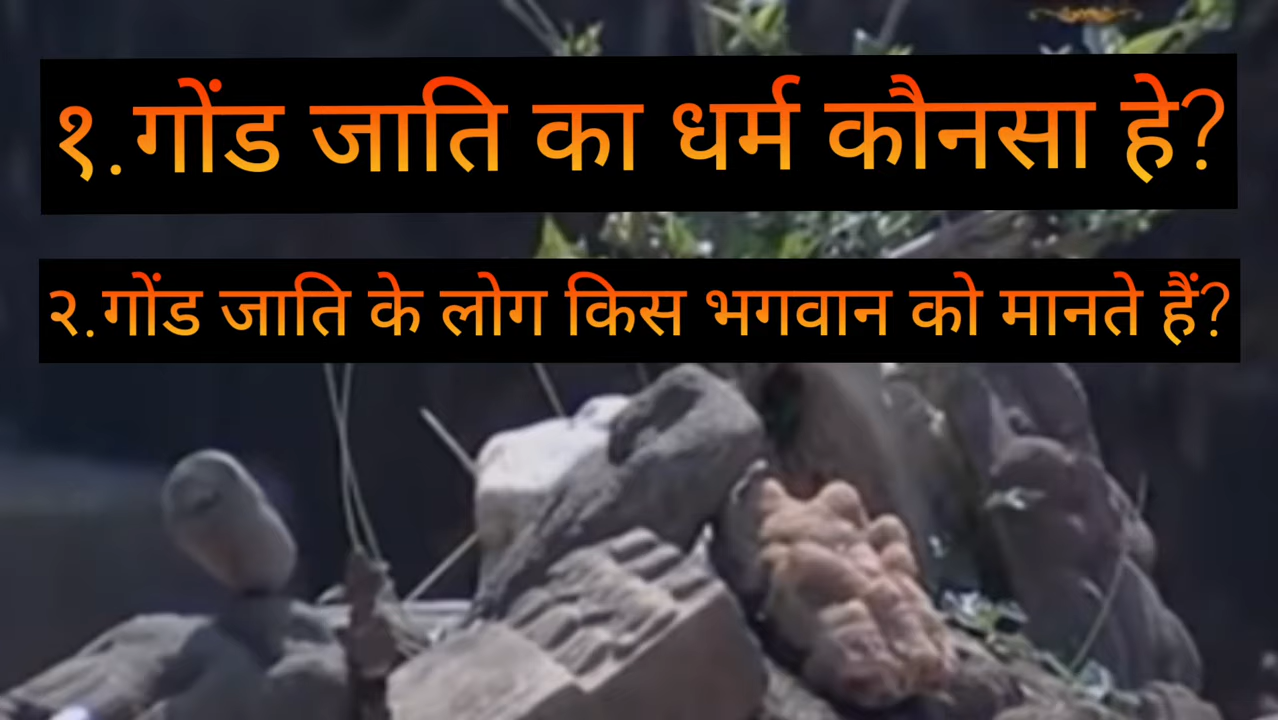 १.गोंड जाति का धर्म कौनसा हे?
२.गोंड जाति के लोग किस भगवान को मानते हैं?